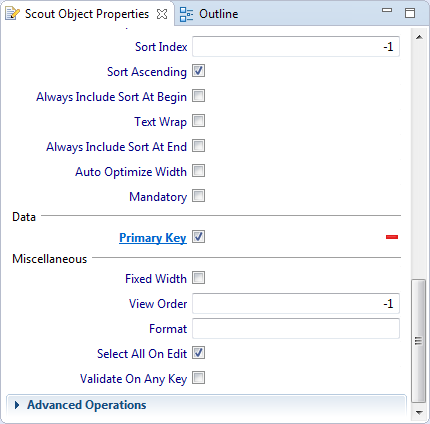 Scout Object Properties Outline
Sort Index -1
Sort Ascending
Always Include Sort At Begin
Text Wrap
Always Include Sort At End
Auto Optimize Width
Mandatory
Data
Primary Key
Miscellaneous
Fixed Width
View Order -1
Format
Select All On Edit
Validate On Any Key
Advanced Operations